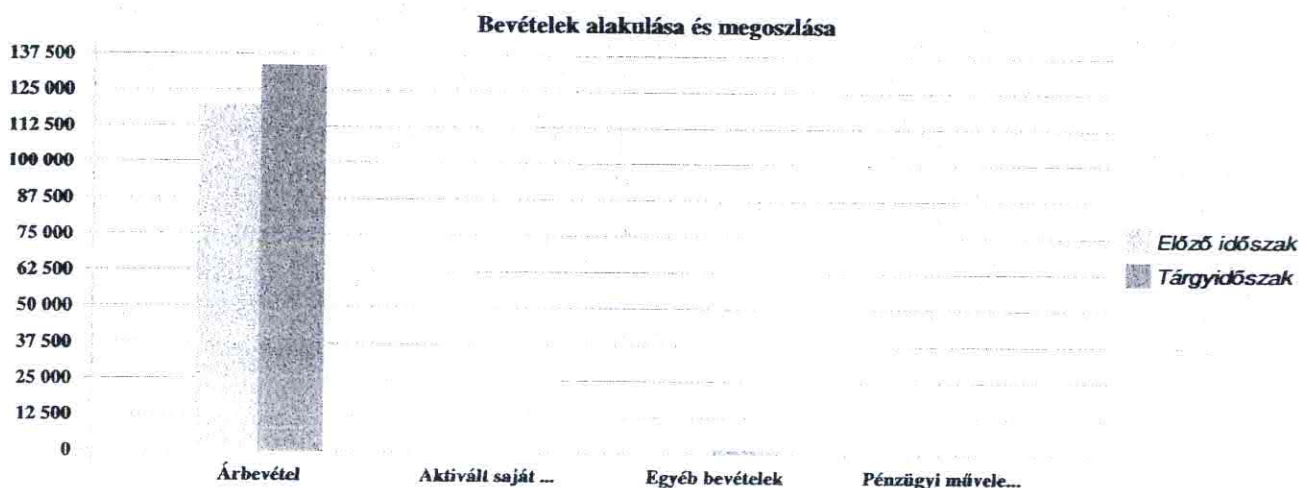 Bevételek alakulása és megoszlása
137 500
125 000
112 500
100 000
87 500
75 000
62 500
50 000
37 500
25 000
12 500
0
Előző időszak
Tárgyidőszak
Árbevétel
Aktivált saját ...
Egyéb bevételek
Pénzügyi művele...